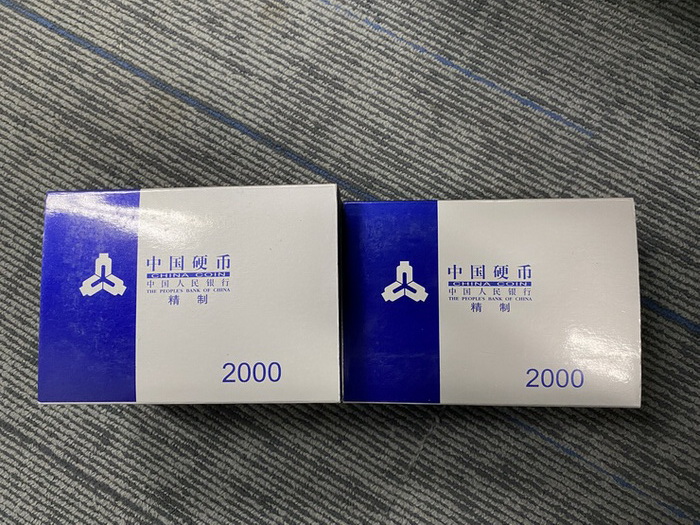 中国硬币
CHINA COIN
中国人民银行
THE PEOPLE'S BANK OF CHINA
精 制
2000
中国硬币
CHINA COIN
中国人民银行
THE PEOPLE'S BANK OF CHINA
精 制
2000